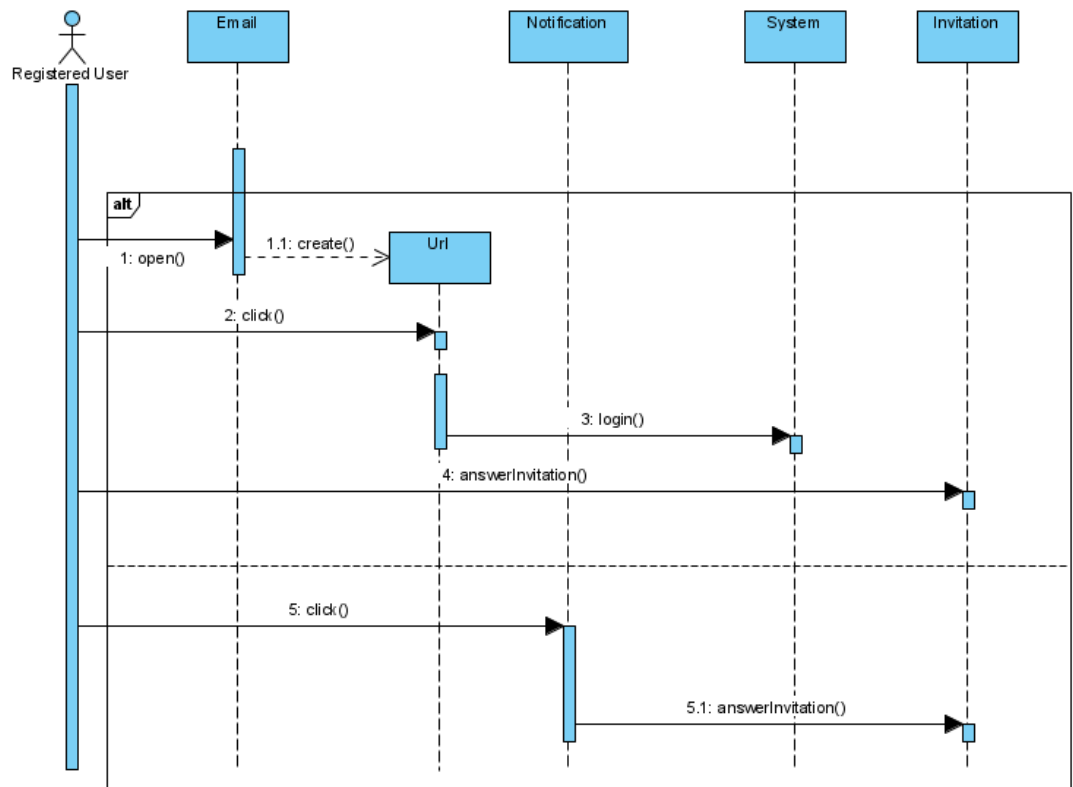 Email
Notification
System
Invitation
Registered User
alt
1: open()
1.1: create()
Url
2: click()
3: login()
4: answerInvitation()
5: click()
5.1: answerInvitation()